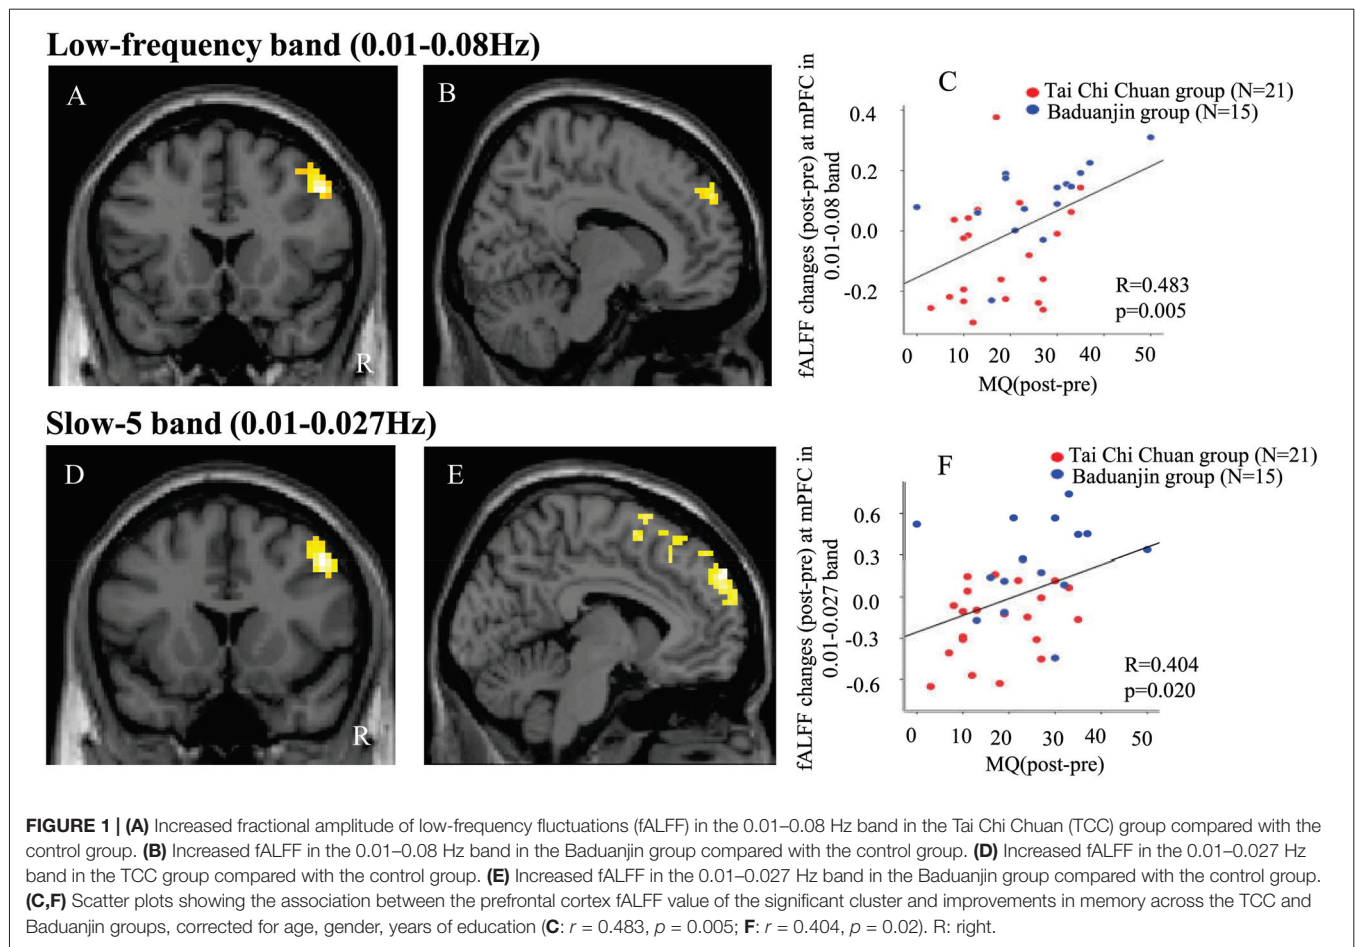 Low-frequency band (0.01-0.08Hz)
A
R
B
C
Tai Chi Chuan group (N=21)
Baduanjin group (N=15)
fALFF changes (post-pre) at mPFC in
0.01-0.08 band
0.4
0.2
0.0
-0.2
R=0.483
p=0.005
0 10 20 30 40 50
MQ(post-pre)
Slow-5 band (0.01-0.027Hz)
D
R
E
F
Tai Chi Chuan group (N=21)
Baduanjin group (N=15)
fALFF changes (post-pre) at mPFC in
0.01-0.027 band
0.6
0.3
0.0
-0.3
-0.6
R=0.404
p=0.020
0 10 20 30 40 50
MQ(post-pre)
FIGURE 1 | (A) Increased fractional amplitude of low-frequency fluctuations (fALFF) in the 0.01–0.08 Hz band in the Tai Chi Chuan (TCC) group compared with the
control group. (B) Increased fALFF in the 0.01–0.08 Hz band in the Baduanjin group compared with the control group. (D) Increased fALFF in the 0.01–0.027 Hz
band in the TCC group compared with the control group. (E) Increased fALFF in the 0.01–0.027 Hz band in the Baduanjin group compared with the control group.
(C,F) Scatter plots showing the association between the prefrontal cortex fALFF value of the significant cluster and improvements in memory across the TCC and
Baduanjin groups, corrected for age, gender, years of education (C: r = 0.483, p = 0.005; F: r = 0.404, p = 0.02). R: right.